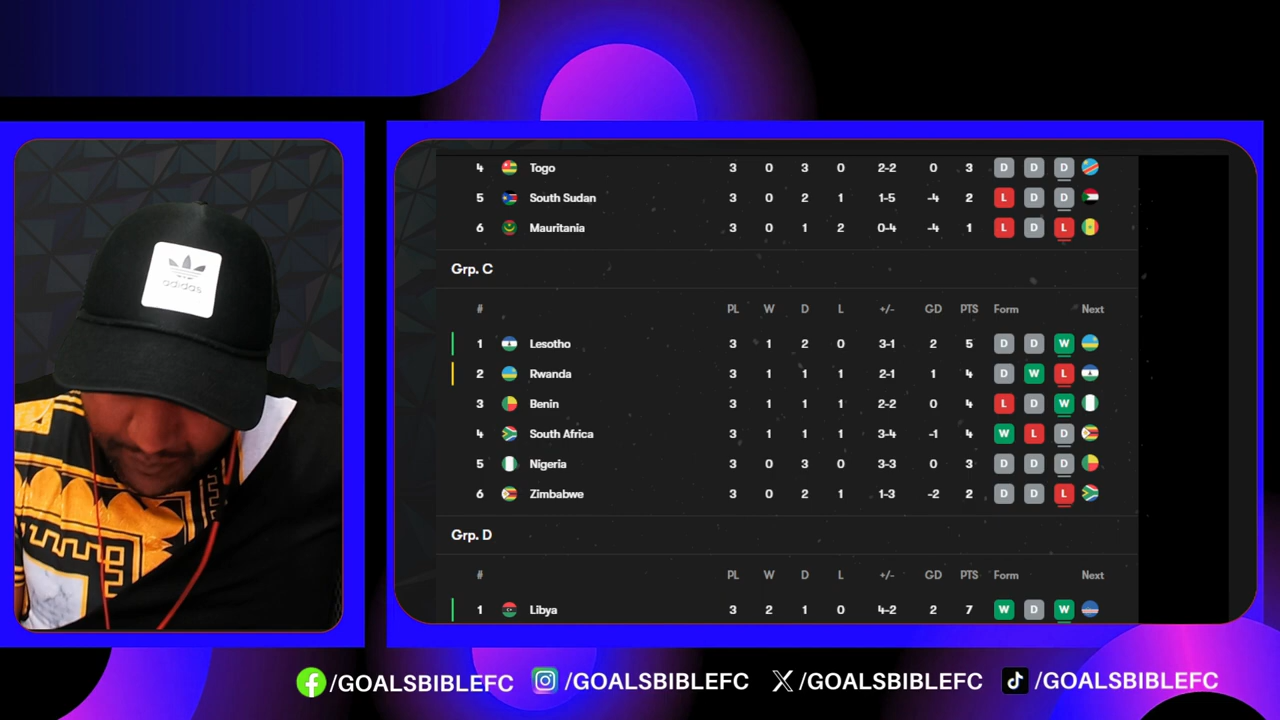 adidas
4 Togo 3 0 3 0 2-2 0 3 D D D
5 South Sudan 3 0 2 1 1-5 -4 2 L D D
6 Mauritania 3 0 1 2 0-4 -4 1 L D L
Grp. C
# PL W D L +/- GD PTS Form Next
1 Lesotho 3 1 2 0 3-1 2 5 D D W
2 Rwanda 3 1 1 1 2-1 1 4 D W L
3 Benin 3 1 1 1 2-2 0 4 L D W
4 South Africa 3 1 1 1 3-4 -1 4 W L D
5 Nigeria 3 0 3 0 3-3 0 3 D D D
6 Zimbabwe 3 0 2 1 1-3 -2 2 D D L
Grp. D
# PL W D L +/- GD PTS Form Next
1 Libya 3 2 1 0 4-2 2 7 W D W
/GOALSBIBLEFC /GOALSBIBLEFC /GOALSBIBLEFC /GOALSBIBLEFC